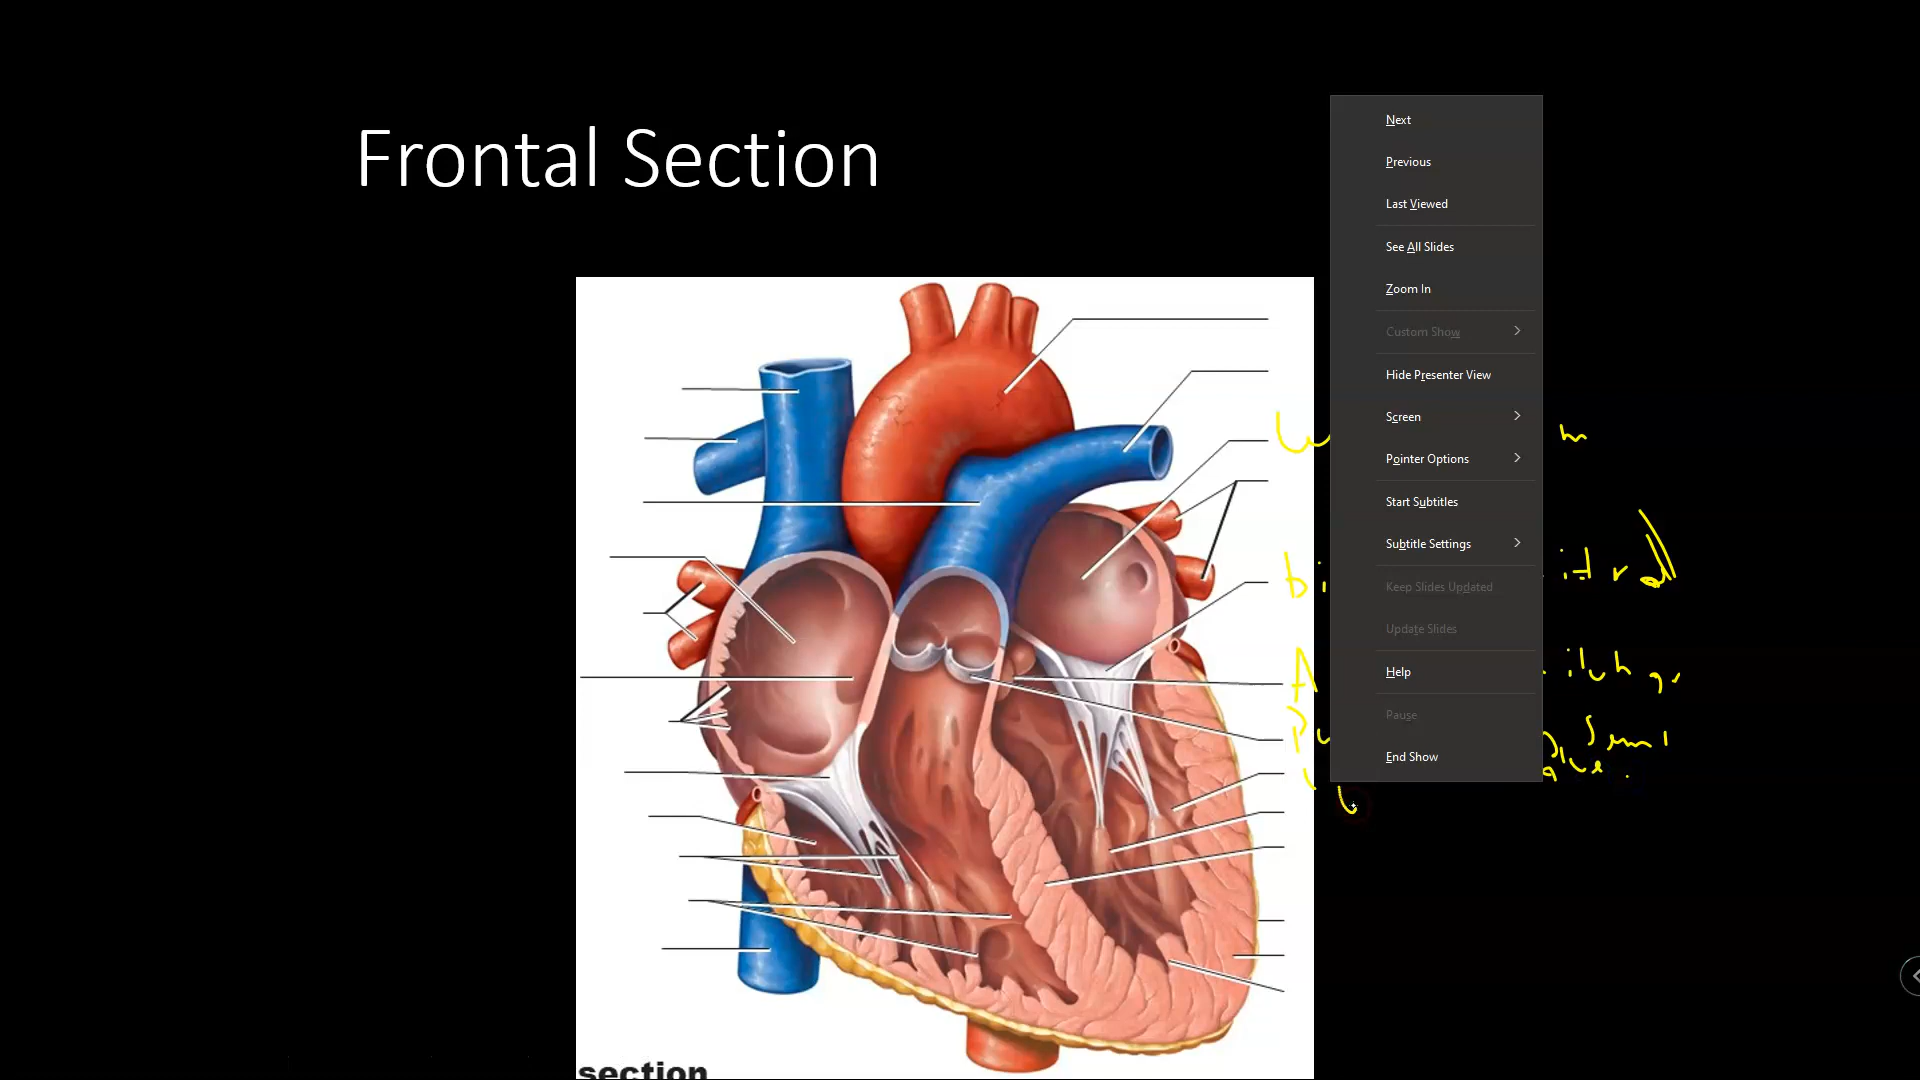 Frontal Section
Next
Previous
Last Viewed
See All Slides
Zoom In
Custom Show
Hide Presenter View
Screen
Pointer Options
Start Subtitles
Subtitle Settings
Keep Slides Updated
Update Slides
Help
Pause
End Show
section